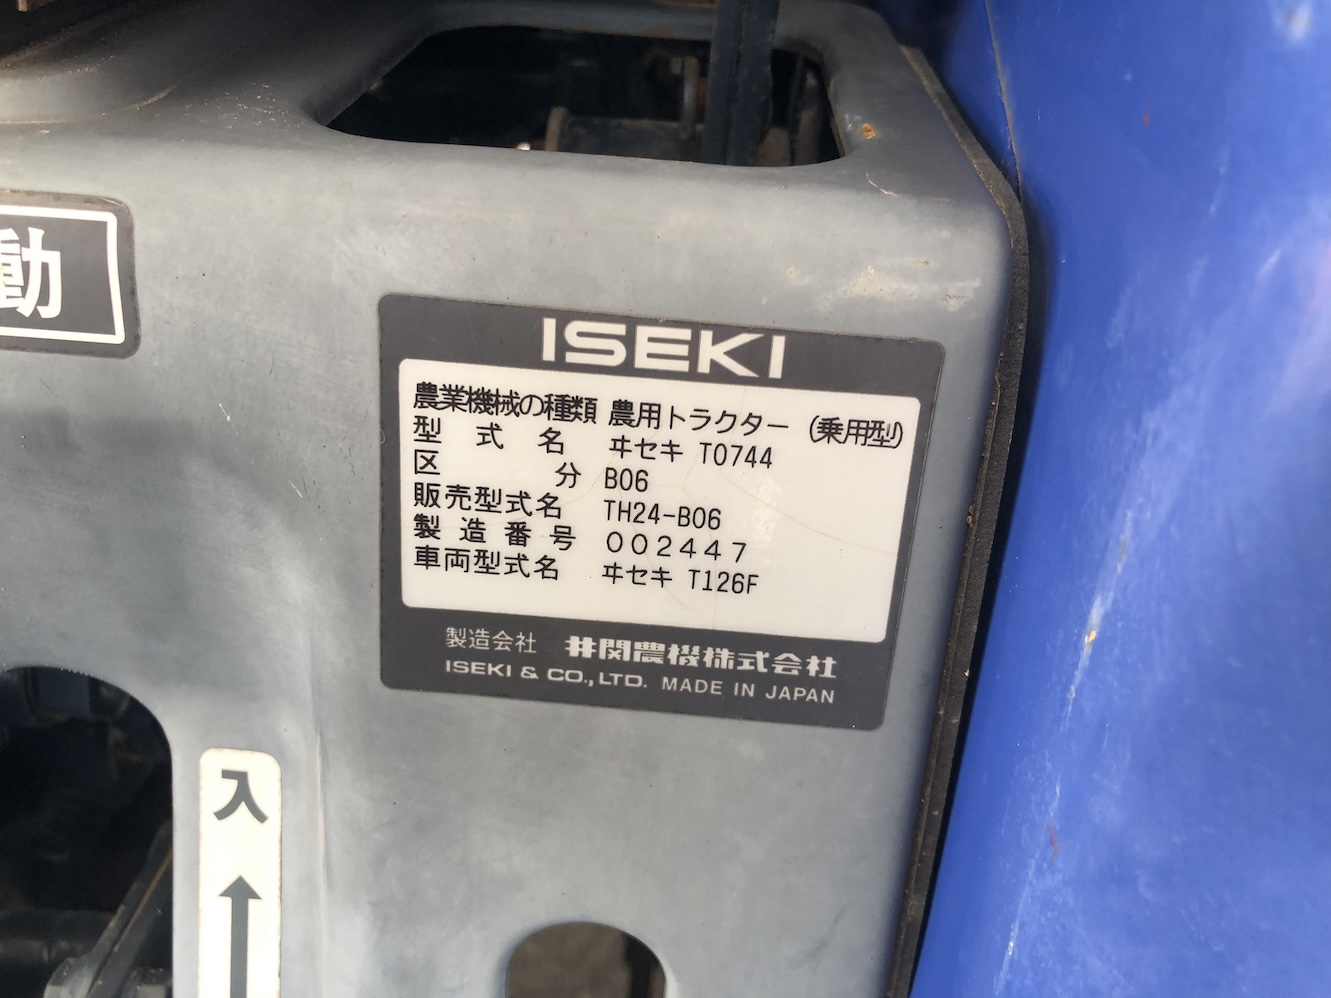 動
ISEKI
農業機械の種類 農用トラクター (乗用型)
型式名 ヰセキ T0744
区分 B06
販売型式名 TH24-B06
製造番号 002447
車両型式名 ヰセキ T126F
製造会社 井関農機株式会社
ISEKI & CO.,LTD. MADE IN JAPAN
入